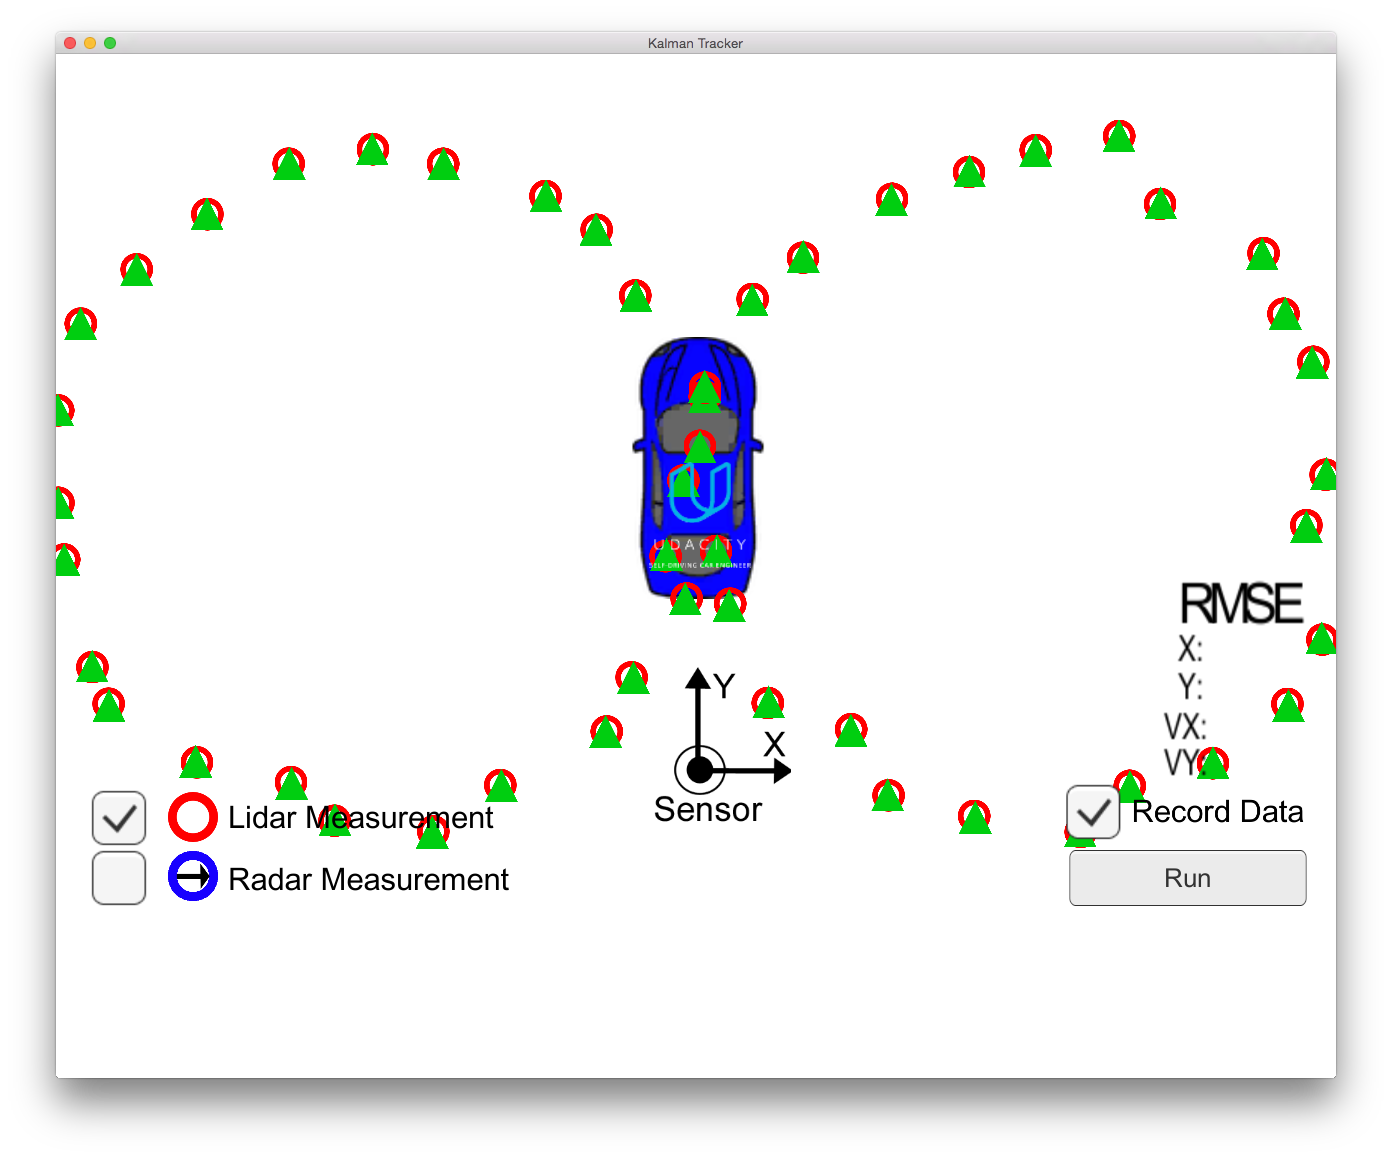 Kalman Tracker
UDACITY
SELF-DRIVING CAR ENGINEER
RMSE
X:
Y:
VX:
VY:
Y
X
Sensor
Lidar Measurement
Radar Measurement
Record Data
Run